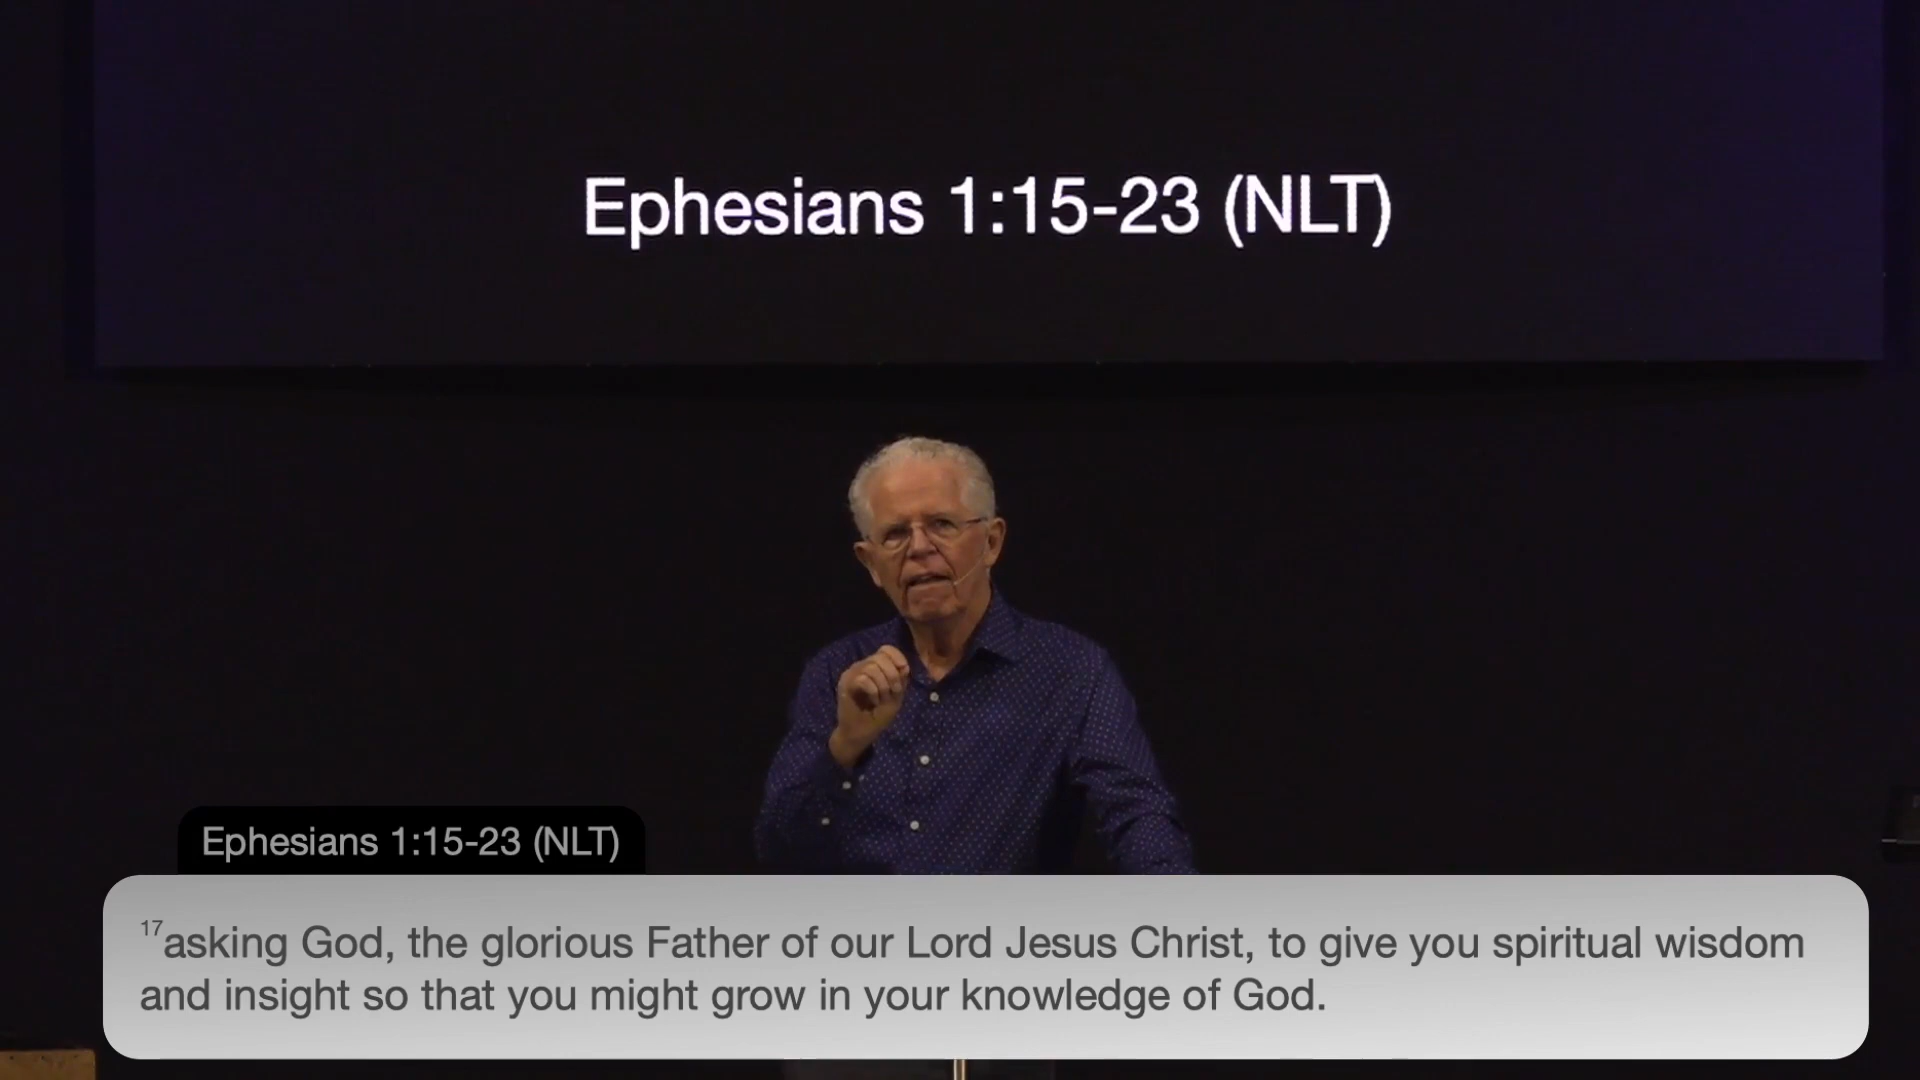 Ephesians 1:15-23 (NLT)
Ephesians 1:15-23 (NLT)
17asking God, the glorious Father of our Lord Jesus Christ, to give you spiritual wisdom
and insight so that you might grow in your knowledge of God.